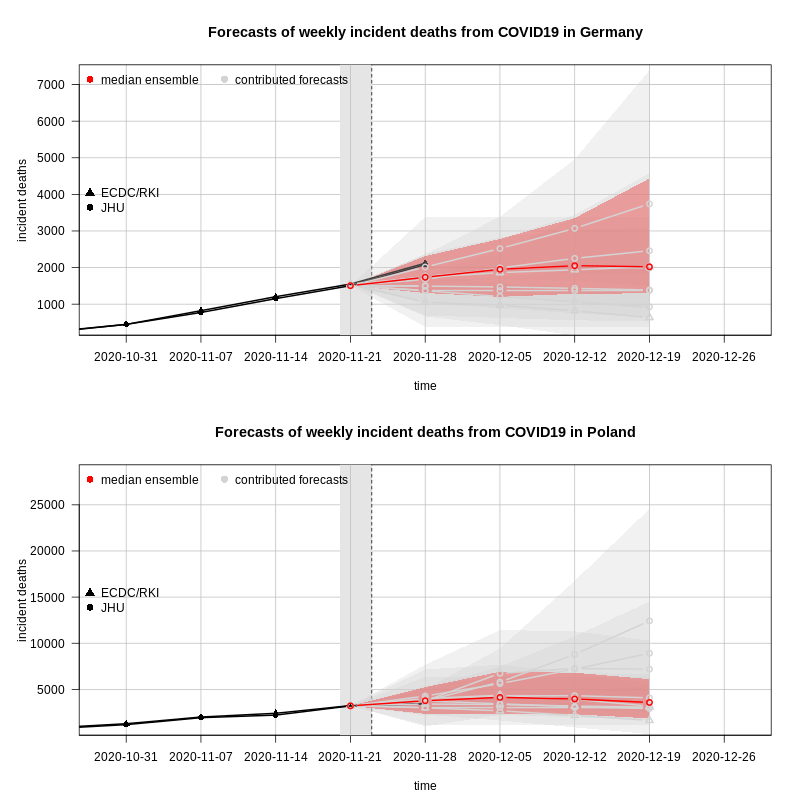 Forecasts of weekly incident deaths from COVID19 in Germany
median ensemble contributed forecasts
7000
6000
5000
4000
3000
2000
1000
ECDC/RKI
JHU
incident deaths
2020-10-31 2020-11-07 2020-11-14 2020-11-21 2020-11-28 2020-12-05 2020-12-12 2020-12-19 2020-12-26
time
Forecasts of weekly incident deaths from COVID19 in Poland
median ensemble contributed forecasts
25000
20000
15000
10000
5000
ECDC/RKI
JHU
incident deaths
2020-10-31 2020-11-07 2020-11-14 2020-11-21 2020-11-28 2020-12-05 2020-12-12 2020-12-19 2020-12-26
time